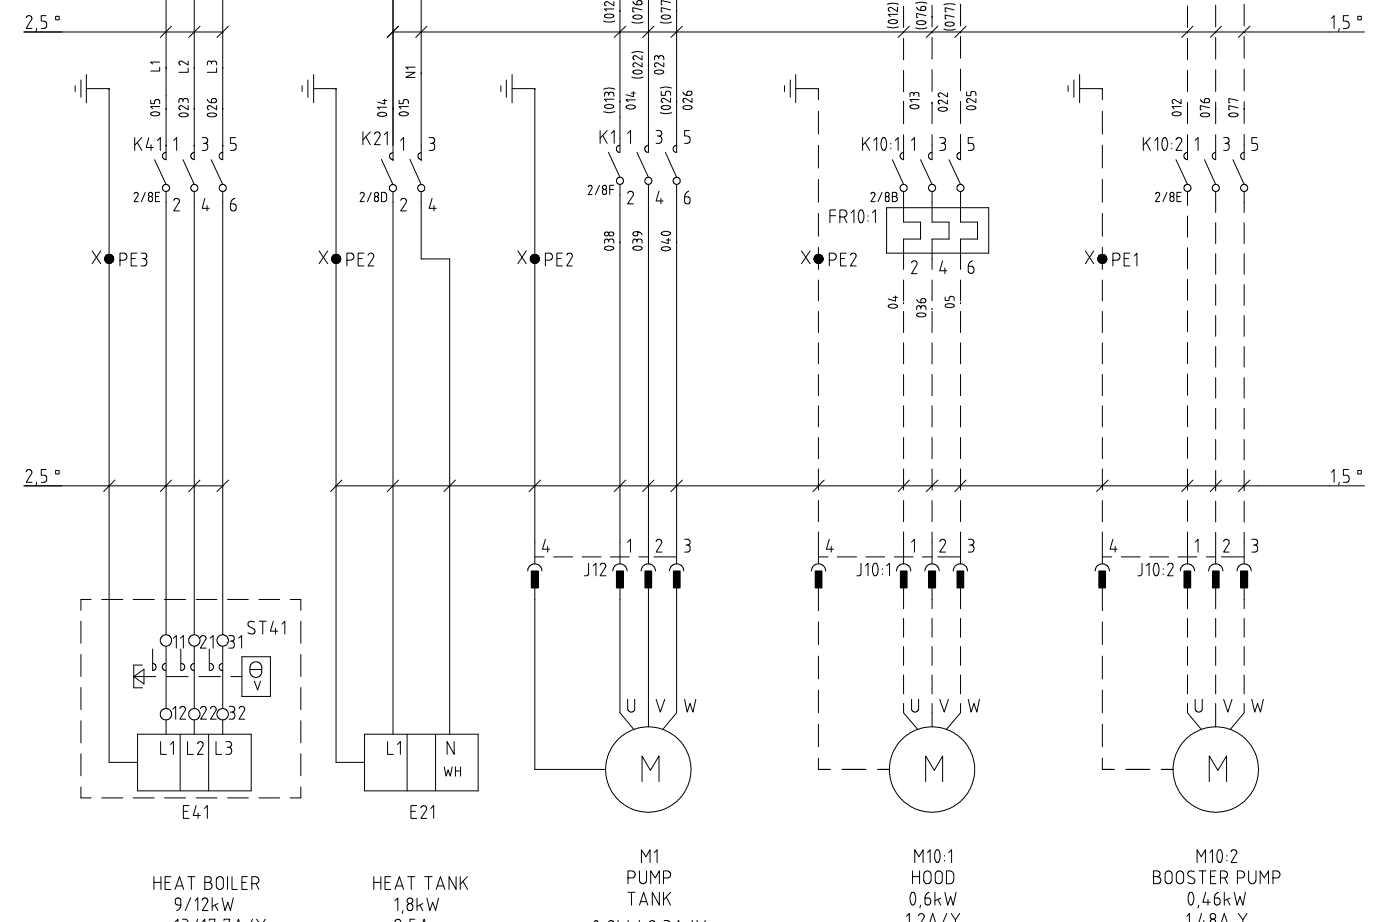 (012)
(076)
(077)
(012)
(076)
(077)
2,5 ▫
1,5 ▫
L1
L2
L3
N1
(022)
023
015
023
026
014
015
(013)
014
(025)
026
013
022
025
012
076
077
K41 1 3 5
K21 1 3
K1 1 3 5
K10:1 1 3 5
K10:2 1 3 5
2/8E 2 4 6
2/8D 2 4
2/8F 2 4 6
2/8B
2/8E
FR10:1
038
039
040
X PE3
X PE2
X PE2
X PE2
X PE1
2 4 6
04
036
05
2,5 ▫
1,5 ▫
4 1 2 3
4 1 2 3
4 1 2 3
J12
J10:1
J10:2
ST41
11 21 31
θ
V
12 22 32
U V W
U V W
U V W
L1 L2 L3
L1 N
WH
M
M
M
E41
E21
M1
PUMP
TANK
M10:1
HOOD
0,6kW
1,2A/Y
M10:2
BOOSTER PUMP
0,46kW
1,48A Y
HEAT BOILER
9/12kW
HEAT TANK
1,8kW